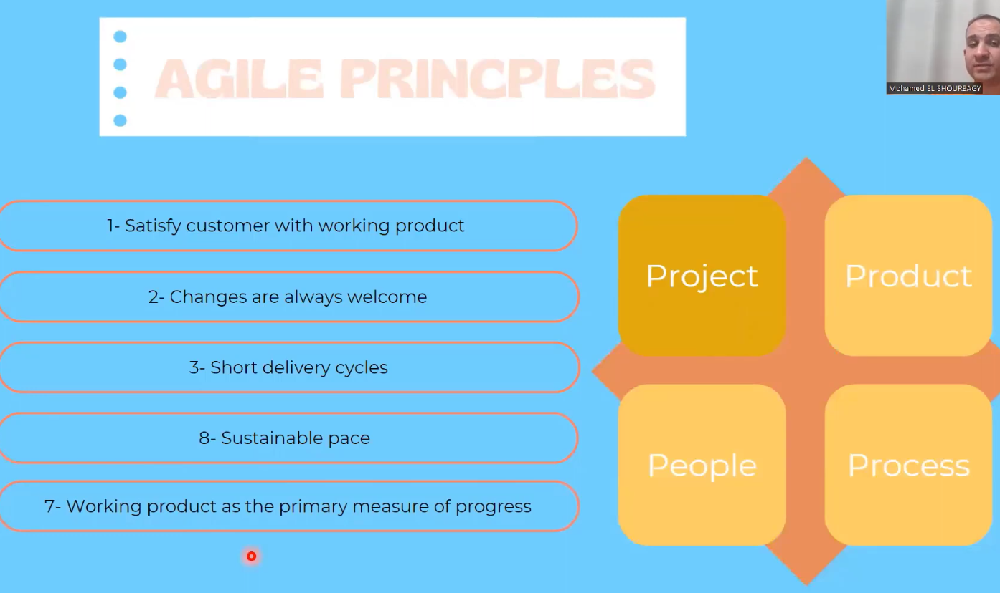 AGILE PRINCPLES
Mohamed EL SHOURBAGY
1- Satisfy customer with working product
2- Changes are always welcome
3- Short delivery cycles
8- Sustainable pace
7- Working product as the primary measure of progress
Project
Product
People
Process